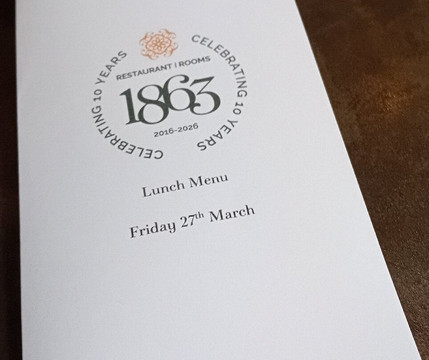 CELEBRATING 10 YEARS
CELEBRATING 10 YEARS
RESTAURANT | ROOMS
1863
2016-2026
Lunch Menu
Friday 27th March